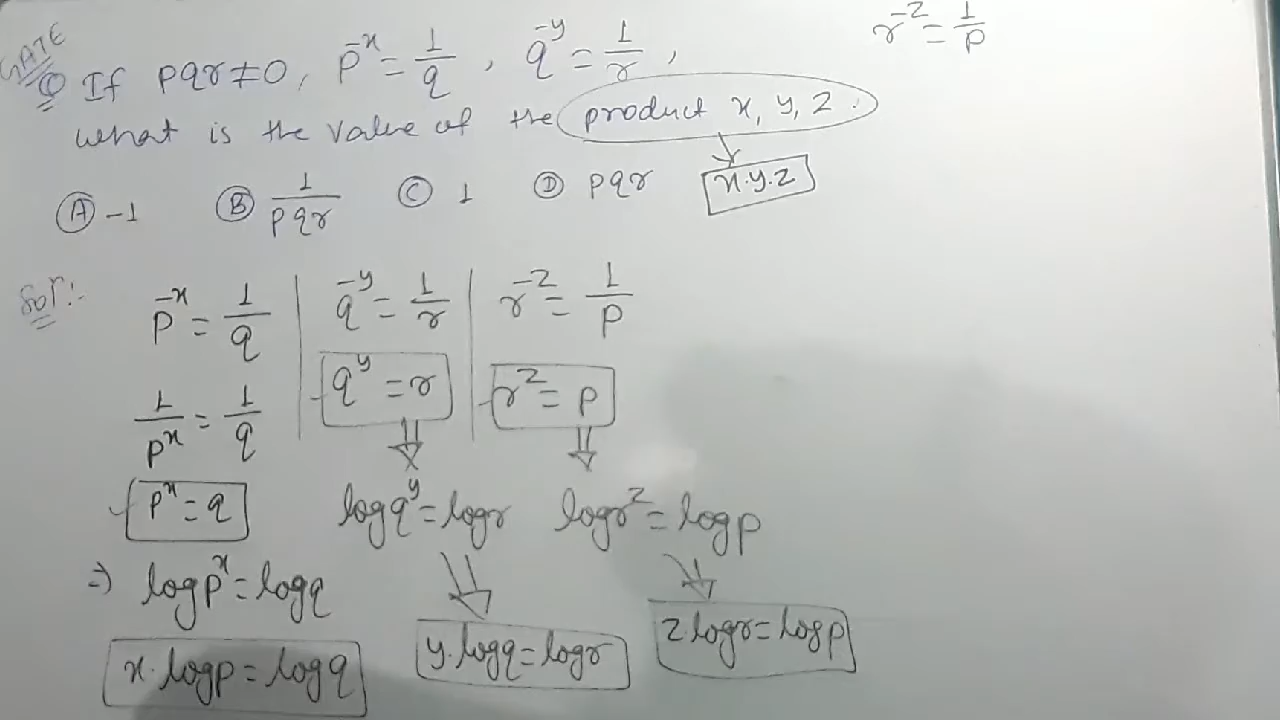 GATE
Q If pqr≠0, p^-x = 1/q, q^-y = 1/r, r^-z = 1/p
what is the value of the product x, y, z.
x.y.z
Ⓐ -1 Ⓑ 1/pqr Ⓒ 1 Ⓓ pqr
Sol:-
p^-x = 1/q | q^-y = 1/r | r^-z = 1/p
1/p^x = 1/q q^y = r r^z = p
p^x = q log q^y = log r log r^z = log p
⇒ log p^x = log q
x. log p = log q y. log q = log r z log r = log p